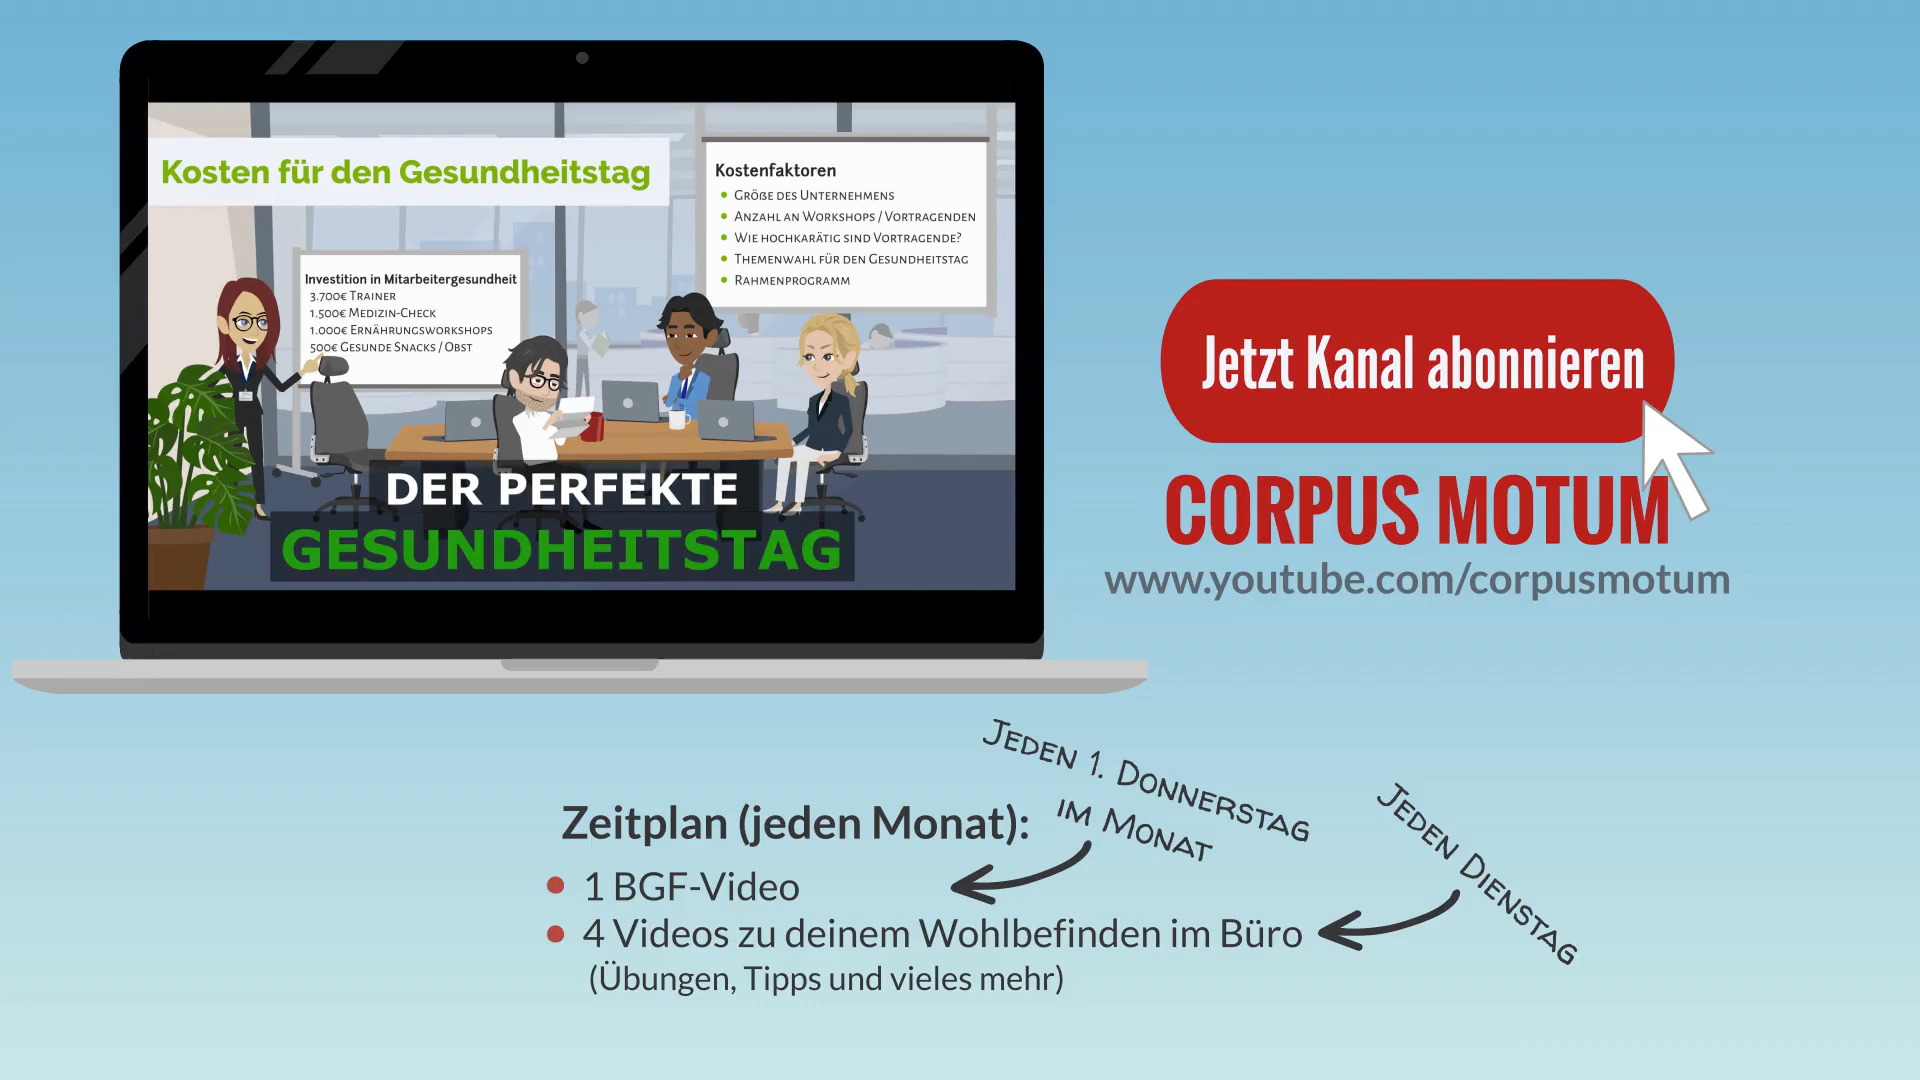 Kosten für den Gesundheitstag
Investition in Mitarbeitergesundheit
3.700€ Trainer
1.500€ Medizin-Check
1.000€ Ernährungsworkshops
500€ Gesunde Snacks / Obst
Kostenfaktoren
Größe des Unternehmens
Anzahl an Workshops / Vortragenden
Wie hochkarätig sind Vortragende?
Themenwahl für den Gesundheitstag
Rahmenprogramm
DER PERFEKTE
GESUNDHEITSTAG
Jetzt Kanal abonnieren
CORPUS MOTUM
www.youtube.com/corpusmotum
Jeden 1. Donnerstag
im Monat
Jeden Dienstag
Zeitplan (jeden Monat):
1 BGF-Video
4 Videos zu deinem Wohlbefinden im Büro
(Übungen, Tipps und vieles mehr)